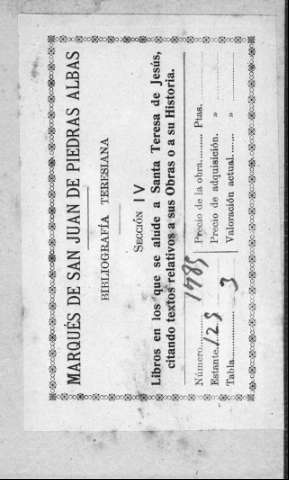 MARQUÉS DE SAN JUAN DE PIEDRAS ALBAS
BIBLIOGRAFÍA TERESIANA
SECCIÓN IV
Libros en los que se alude a Santa Teresa de Jesús,
citando textos relativos a sus Obras o a su Historia.
Número......... 1985 Precio de la obra.......... Ptas.
Estante.. 123 Precio de adquisición. »
Tabla............... 3 Valoración actual........ »